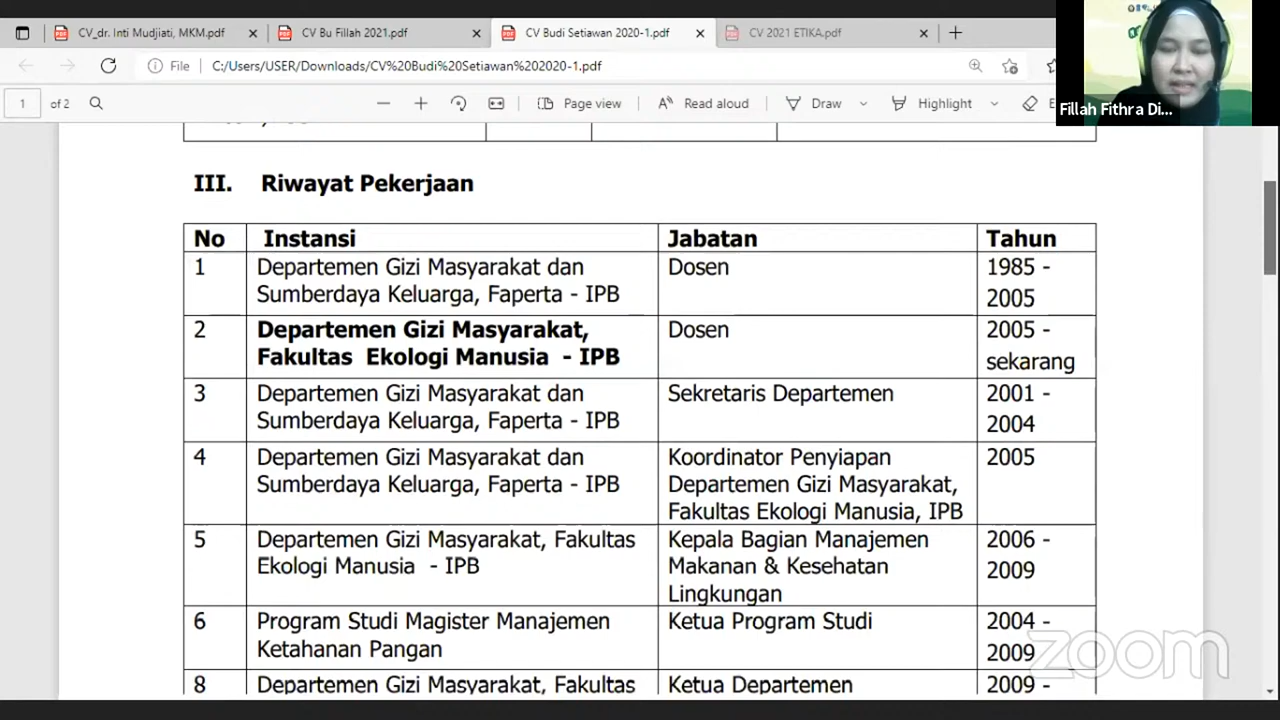 CV_dr. Inti Mudjiati, MKM.pdf
CV Bu Fillah 2021.pdf
CV Budi Setiawan 2020-1.pdf
CV 2021 ETIKA.pdf
File
C:/Users/USER/Downloads/CV%20Budi%20Setiawan%202020-1.pdf
1 of 2
Page view
Read aloud
Draw
Highlight
Fillah Fithra Di...
III. Riwayat Pekerjaan
No Instansi Jabatan Tahun
1 Departemen Gizi Masyarakat dan Dosen 1985 -
Sumberdaya Keluarga, Faperta - IPB 2005
2 Departemen Gizi Masyarakat, Dosen 2005 -
Fakultas Ekologi Manusia - IPB sekarang
3 Departemen Gizi Masyarakat dan Sekretaris Departemen 2001 -
Sumberdaya Keluarga, Faperta - IPB 2004
4 Departemen Gizi Masyarakat dan Koordinator Penyiapan 2005
Sumberdaya Keluarga, Faperta - IPB Departemen Gizi Masyarakat,
Fakultas Ekologi Manusia, IPB
5 Departemen Gizi Masyarakat, Fakultas Kepala Bagian Manajemen 2006 -
Ekologi Manusia - IPB Makanan & Kesehatan 2009
Lingkungan
6 Program Studi Magister Manajemen Ketua Program Studi 2004 -
Ketahanan Pangan 2009
8 Departemen Gizi Masyarakat, Fakultas Ketua Departemen 2009 -
zoom